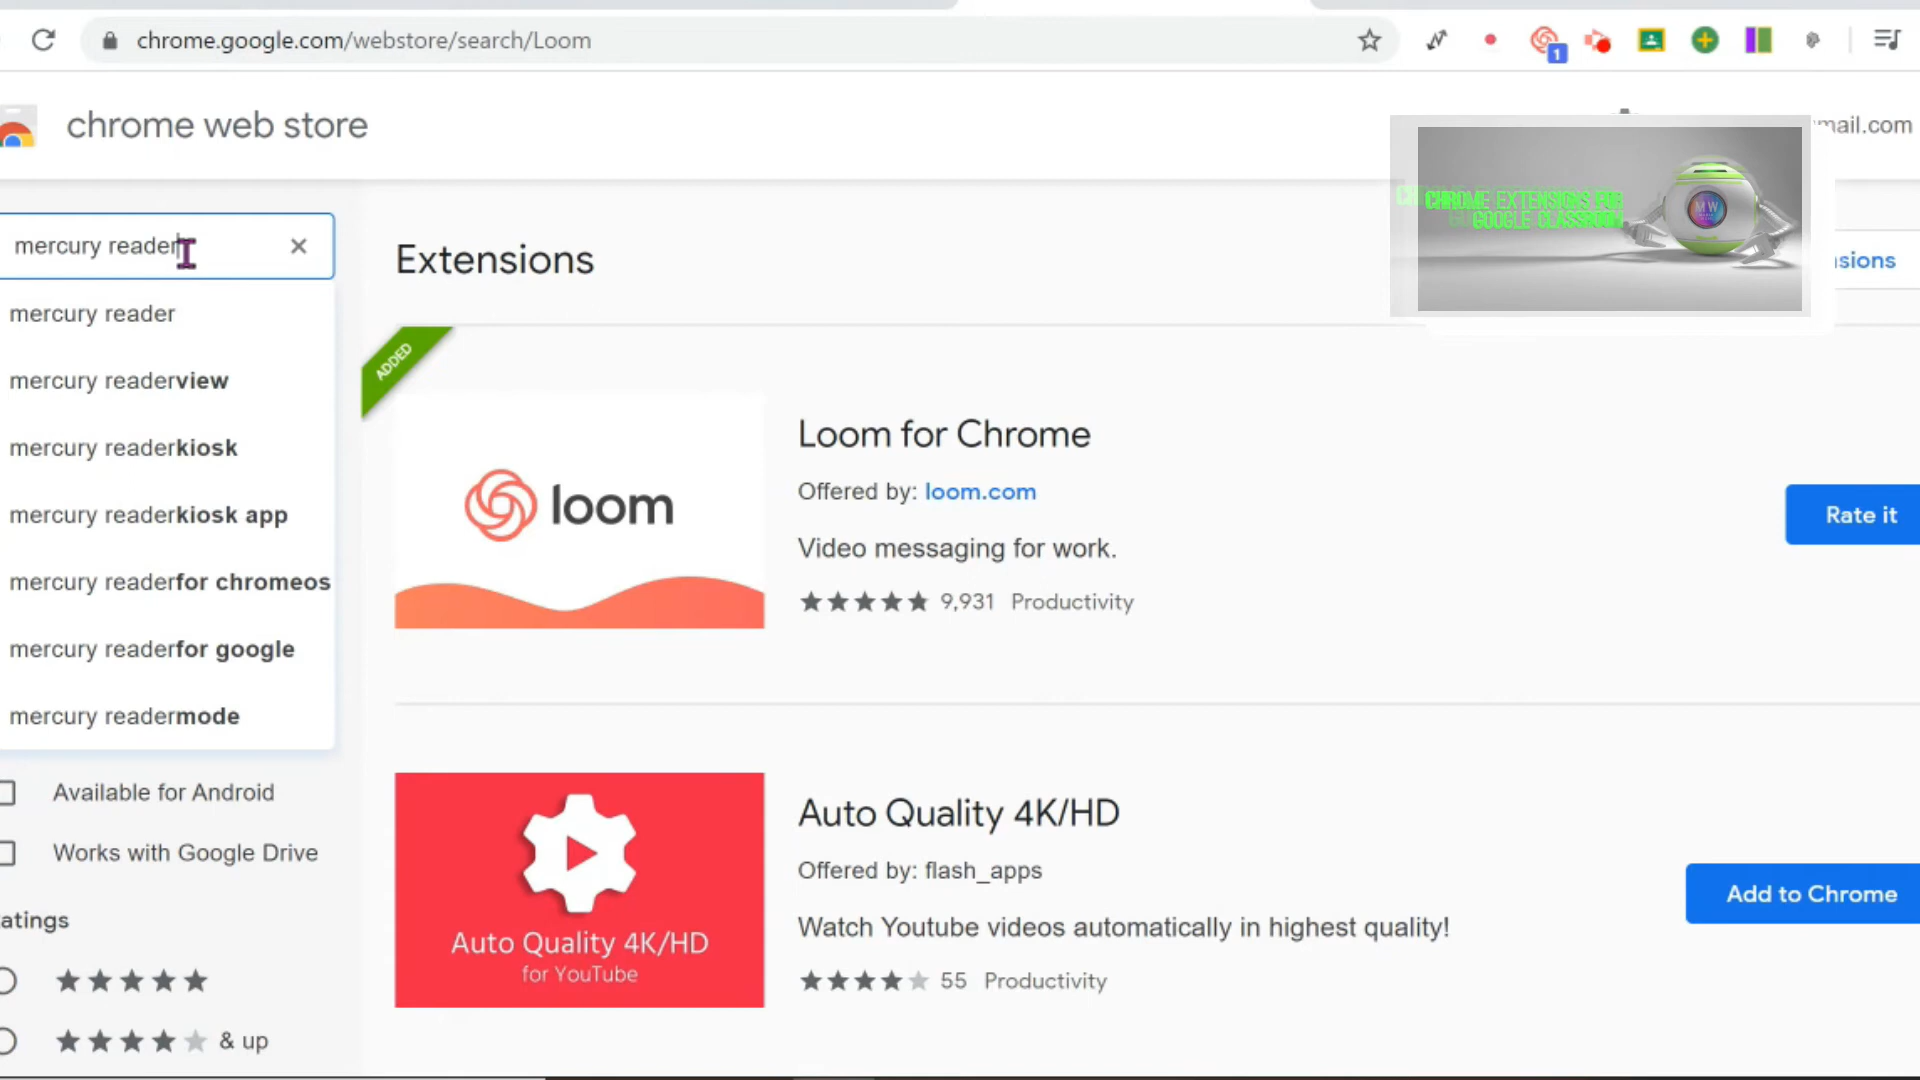 chrome.google.com/webstore/search/Loom
1
chrome web store
mail.com
CHROME EXTENSIONS FOR
GOOGLE CLASSROOM
MW
mercury reader
Extensions
sions
mercury reader
mercury readerview
mercury readerkiosk
mercury readerkiosk app
mercury readerfor chromeos
mercury readerfor google
mercury readermode
ADDED
loom
Loom for Chrome
Offered by: loom.com
Video messaging for work.
9,931 Productivity
Rate it
Available for Android
Works with Google Drive
atings
& up
Auto Quality 4K/HD
for YouTube
Auto Quality 4K/HD
Offered by: flash_apps
Watch Youtube videos automatically in highest quality!
55 Productivity
Add to Chrome